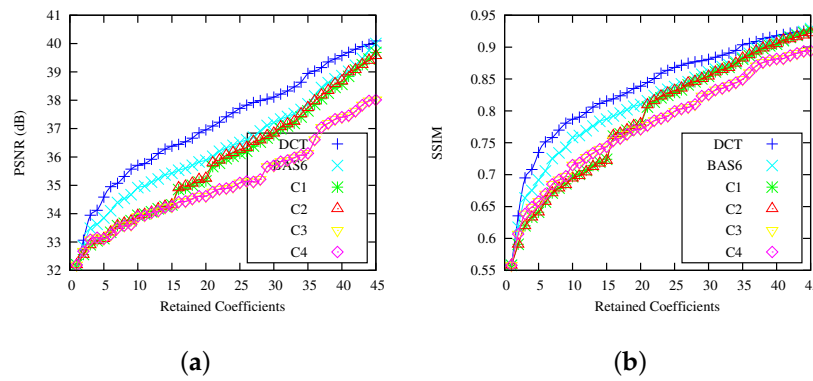 40
39
38
37
36
35
34
33
32
PSNR (dB)
0 5 10 15 20 25 30 35 40 45
Retained Coefficients
DCT
BAS6
C1
C2
C3
C4
(a)
0.95
0.9
0.85
0.8
0.75
0.7
0.65
0.6
0.55
SSIM
0 5 10 15 20 25 30 35 40 45
Retained Coefficients
DCT
BAS6
C1
C2
C3
C4
(b)